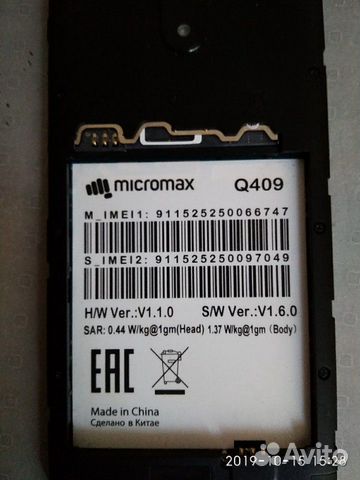 micromax Q409
M_IMEI1: 911525250066747
S_IMEI2: 911525250097049
H/W Ver.:V1.1.0 S/W Ver.:V1.6.0
SAR: 0.44 W/kg@1gm(Head) 1.37 W/kg@1gm (Body)
EAC
Made in China
Сделано в Китае
2019-10-15 15:28
Avito